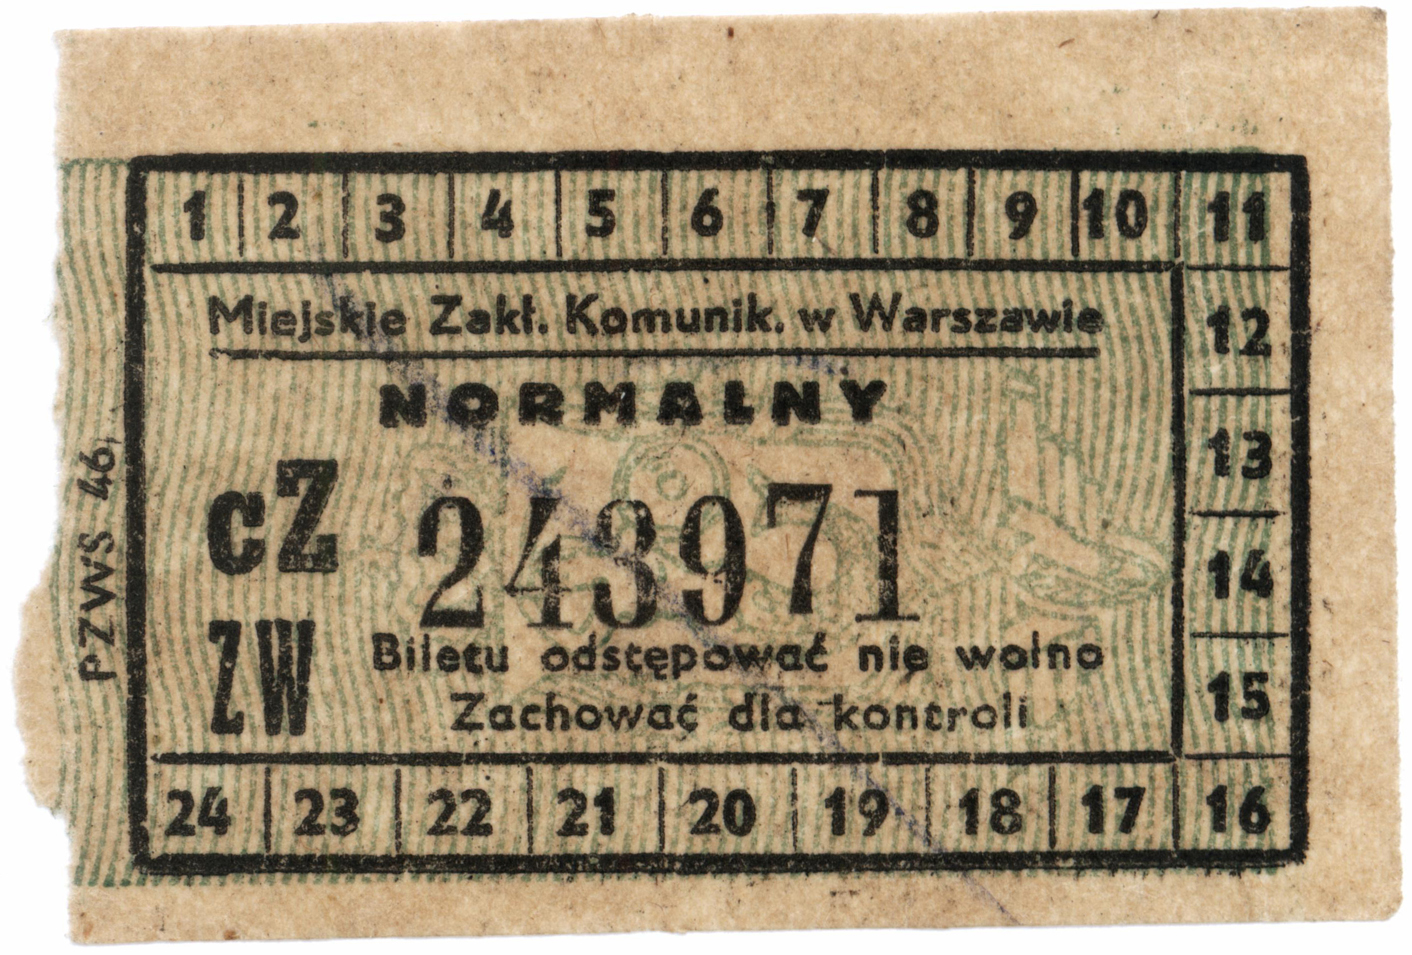 1 2 3 4 5 6 7 8 9 10 11
Miejskie Zakł. Komunik. w Warszawie
12
NORMALNY
13
cZ 243971
14
ZW Biletu odstępować nie wolno
Zachować dla kontroli
15
24 23 22 21 20 19 18 17 16
PZWS 46,